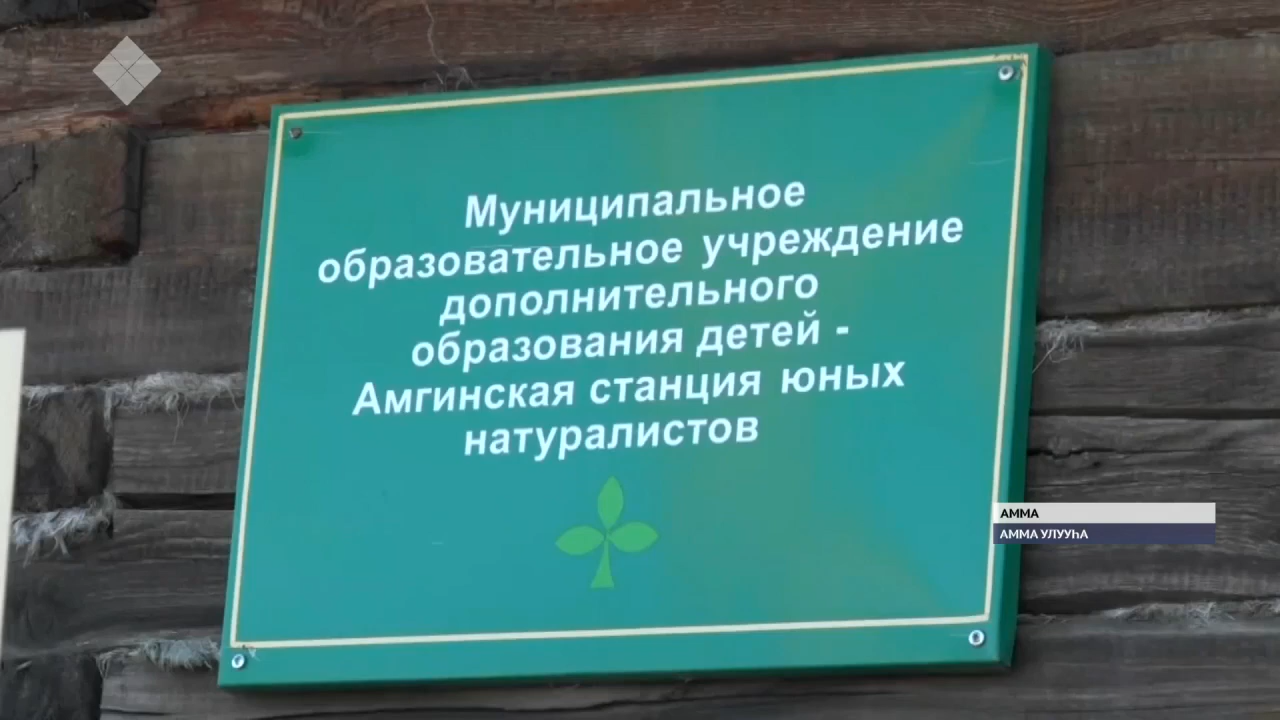 Муниципальное
образовательное учреждение
дополнительного
образования детей -
Амгинская станция юных
натуралистов
АММА
АММА УЛУУҺА